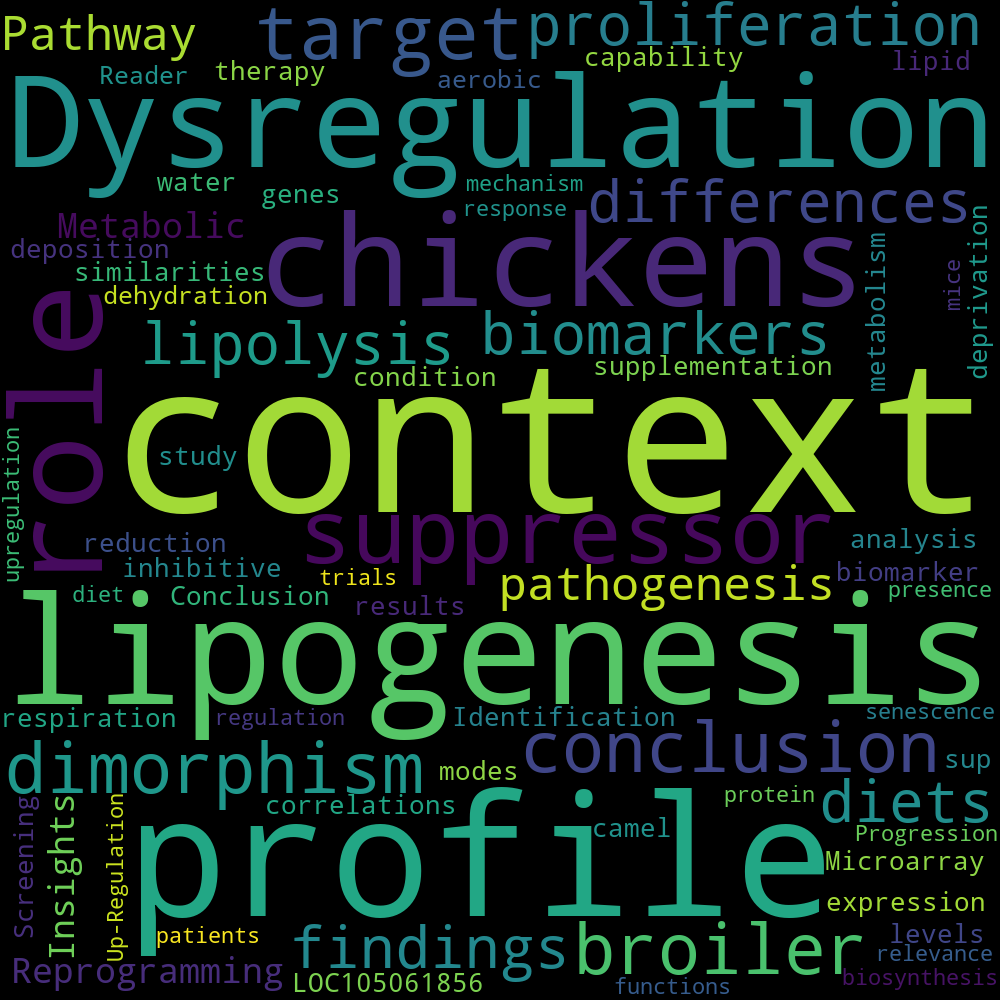 Pathway
target
proliferation
Reader
therapy
aerobic
capability
lipid
Dysregulation
water
genes
mechanism
response
differences
Metabolic
deposition
similarities
dehydration
chickens
metabolism
mice
deprivation
role
lipolysis
biomarkers
condition
supplementation
context
study
upregulation
suppressor
reduction
inhibitive
trials
analysis
biomarker
diet
Conclusion
results
pathogenesis
presence
lipogenesis
respiration
regulation
Identification
senescence
dimorphism
modes
conclusion
sup
correlations
camel
protein
diets
Screening
Insights
Up-Regulation
profile
Progression
Microarray
expression
patients
findings
broiler
levels
relevance
Reprogramming
LOC105061856
functions
biosynthesis